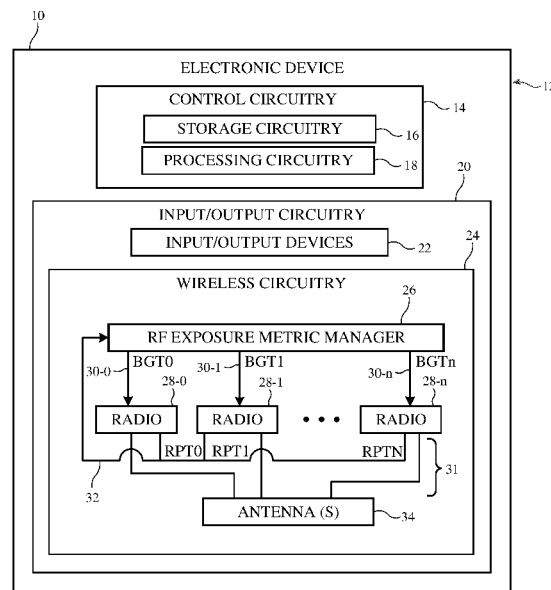 10
ELECTRONIC DEVICE
12
CONTROL CIRCUITRY
14
STORAGE CIRCUITRY
16
PROCESSING CIRCUITRY
18
20
INPUT/OUTPUT CIRCUITRY
INPUT/OUTPUT DEVICES
22
24
WIRELESS CIRCUITRY
26
RF EXPOSURE METRIC MANAGER
30-0 BGT0 30-1 BGT1 30-n BGTn
28-0 28-1 28-n
RADIO RADIO • • • RADIO
RPT0 RPT1 RPTN
31
32
ANTENNA (S)
34